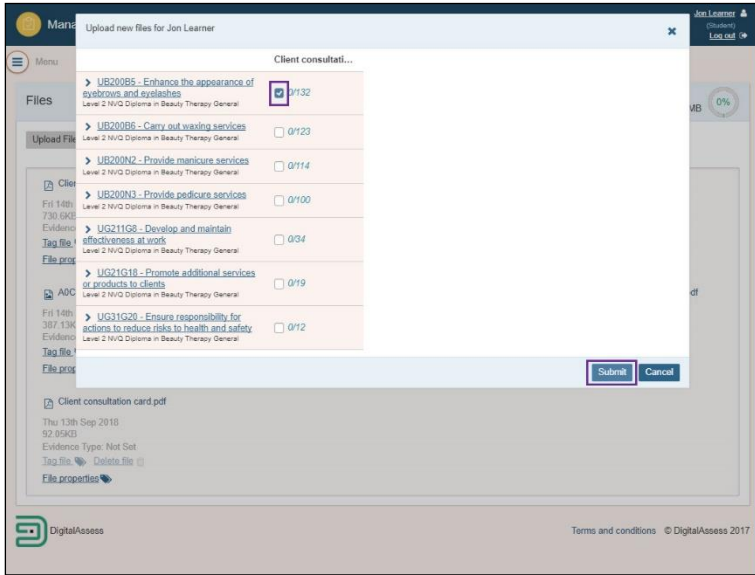 Mana
Upload new files for Jon Learner
Jon Learner
(Student)
Log out
Menu
Client consultati...
Files
MB
0%
Upload File
UB200B5 - Enhance the appearance of
eyebrows and eyelashes
Level 2 NVQ Diploma in Beauty Therapy General
0/132
UB200B6 - Carry out waxing services
Level 2 NVQ Diploma in Beauty Therapy General
0/123
UB200N2 - Provide manicure services
Level 2 NVQ Diploma in Beauty Therapy General
0/114
UB200N3 - Provide pedicure services
Level 2 NVQ Diploma in Beauty Therapy General
0/100
UG211G8 - Develop and maintain
effectiveness at work
Level 2 NVQ Diploma in Beauty Therapy General
0/34
UG21G18 - Promote additional services
or products to clients
Level 2 NVQ Diploma in Beauty Therapy General
0/19
UG31G20 - Ensure responsibility for
actions to reduce risks to health and safety
Level 2 NVQ Diploma in Beauty Therapy General
0/12
Clien
Fri 14th
730.6KB
Evidenc
Tag file
File prop
A0C
df
Fri 14th
387.13K
Evidenc
Tag file
File prop
Submit
Cancel
Client consultation card.pdf
Thu 13th Sep 2018
92.05KB
Evidence Type: Not Set
Tag file Delete file
File properties
DigitalAssess
Terms and conditions © DigitalAssess 2017